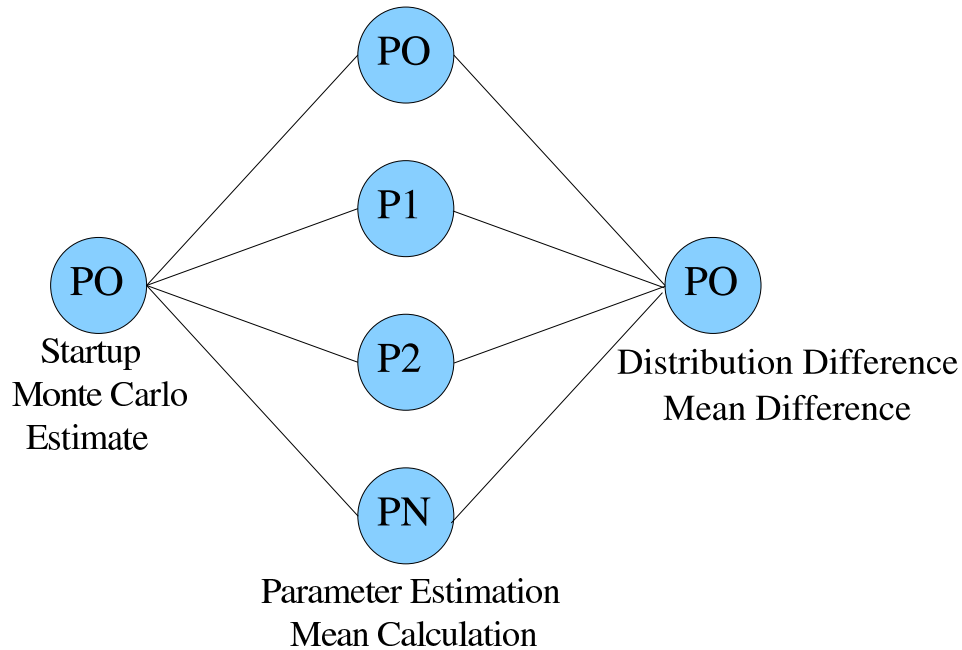 PO
P1
PO
PO
P2
Startup
Monte Carlo
Estimate
Distribution Difference
Mean Difference
PN
Parameter Estimation
Mean Calculation